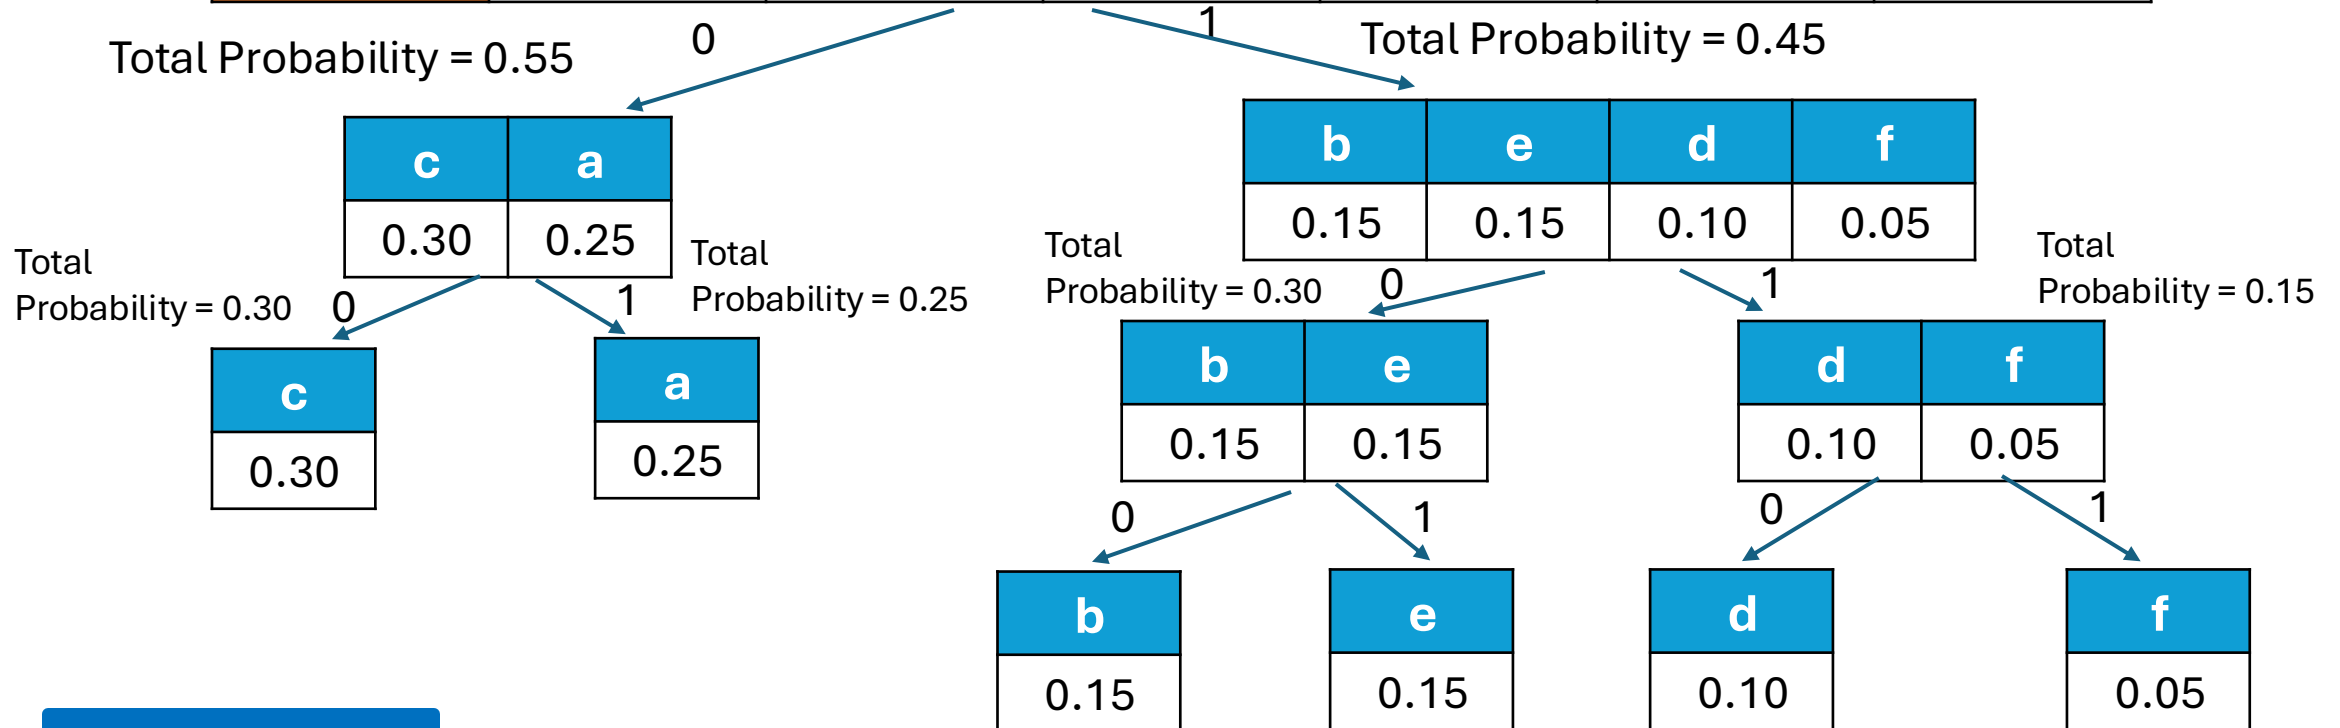 0
1
Total Probability = 0.55
Total Probability = 0.45
c a
0.30 0.25
b e d f
0.15 0.15 0.10 0.05
Total
Probability = 0.30
0
1
Total
Probability = 0.25
Total
Probability = 0.30
0
1
Total
Probability = 0.15
c
0.30
a
0.25
b e
0.15 0.15
d f
0.10 0.05
0
1
0
1
b
0.15
e
0.15
d
0.10
f
0.05